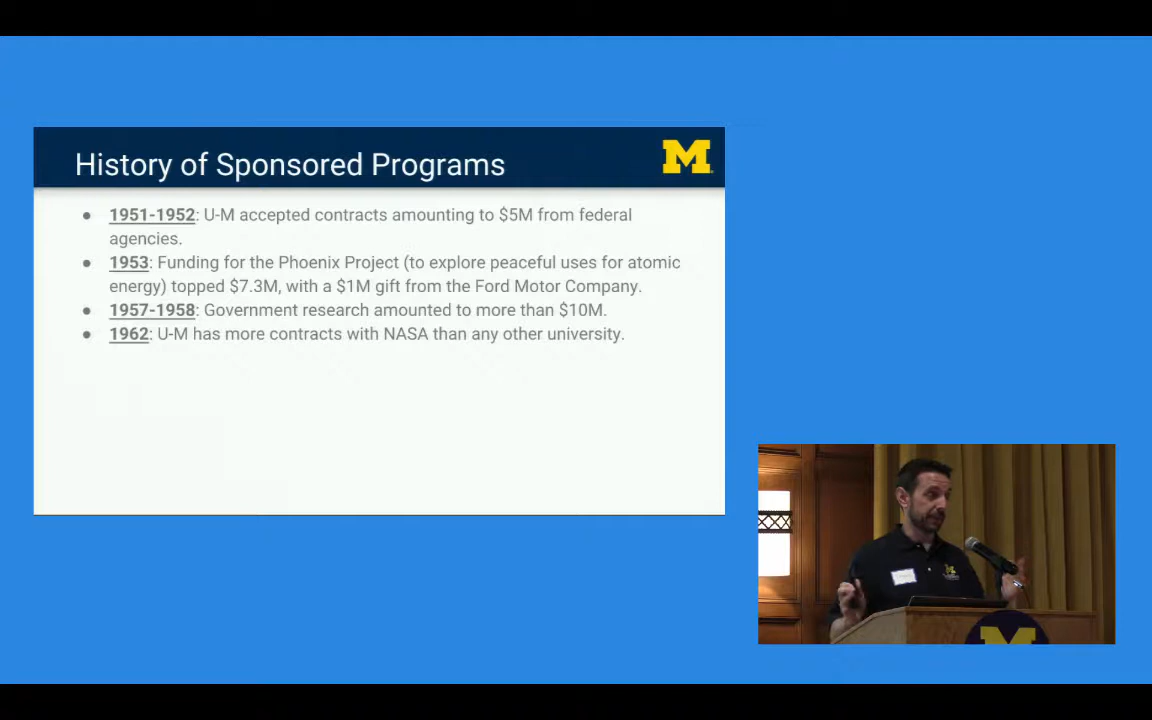 History of Sponsored Programs
M
● 1951-1952: U-M accepted contracts amounting to $5M from federal
agencies.
● 1953: Funding for the Phoenix Project (to explore peaceful uses for atomic
energy) topped $7.3M, with a $1M gift from the Ford Motor Company.
● 1957-1958: Government research amounted to more than $10M.
● 1962: U-M has more contracts with NASA than any other university.
M
M